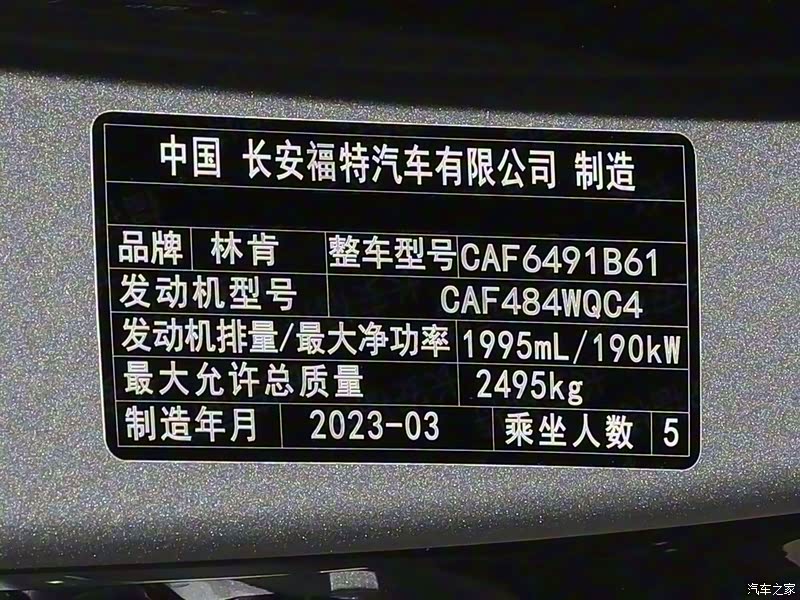 中国 长安福特汽车有限公司 制造
品牌 林肯 整车型号 CAF6491B61
发动机型号 CAF484WQC4
发动机排量/最大净功率 1995mL/190kW
最大允许总质量 2495kg
制造年月 2023-03 乘坐人数 5
汽车之家